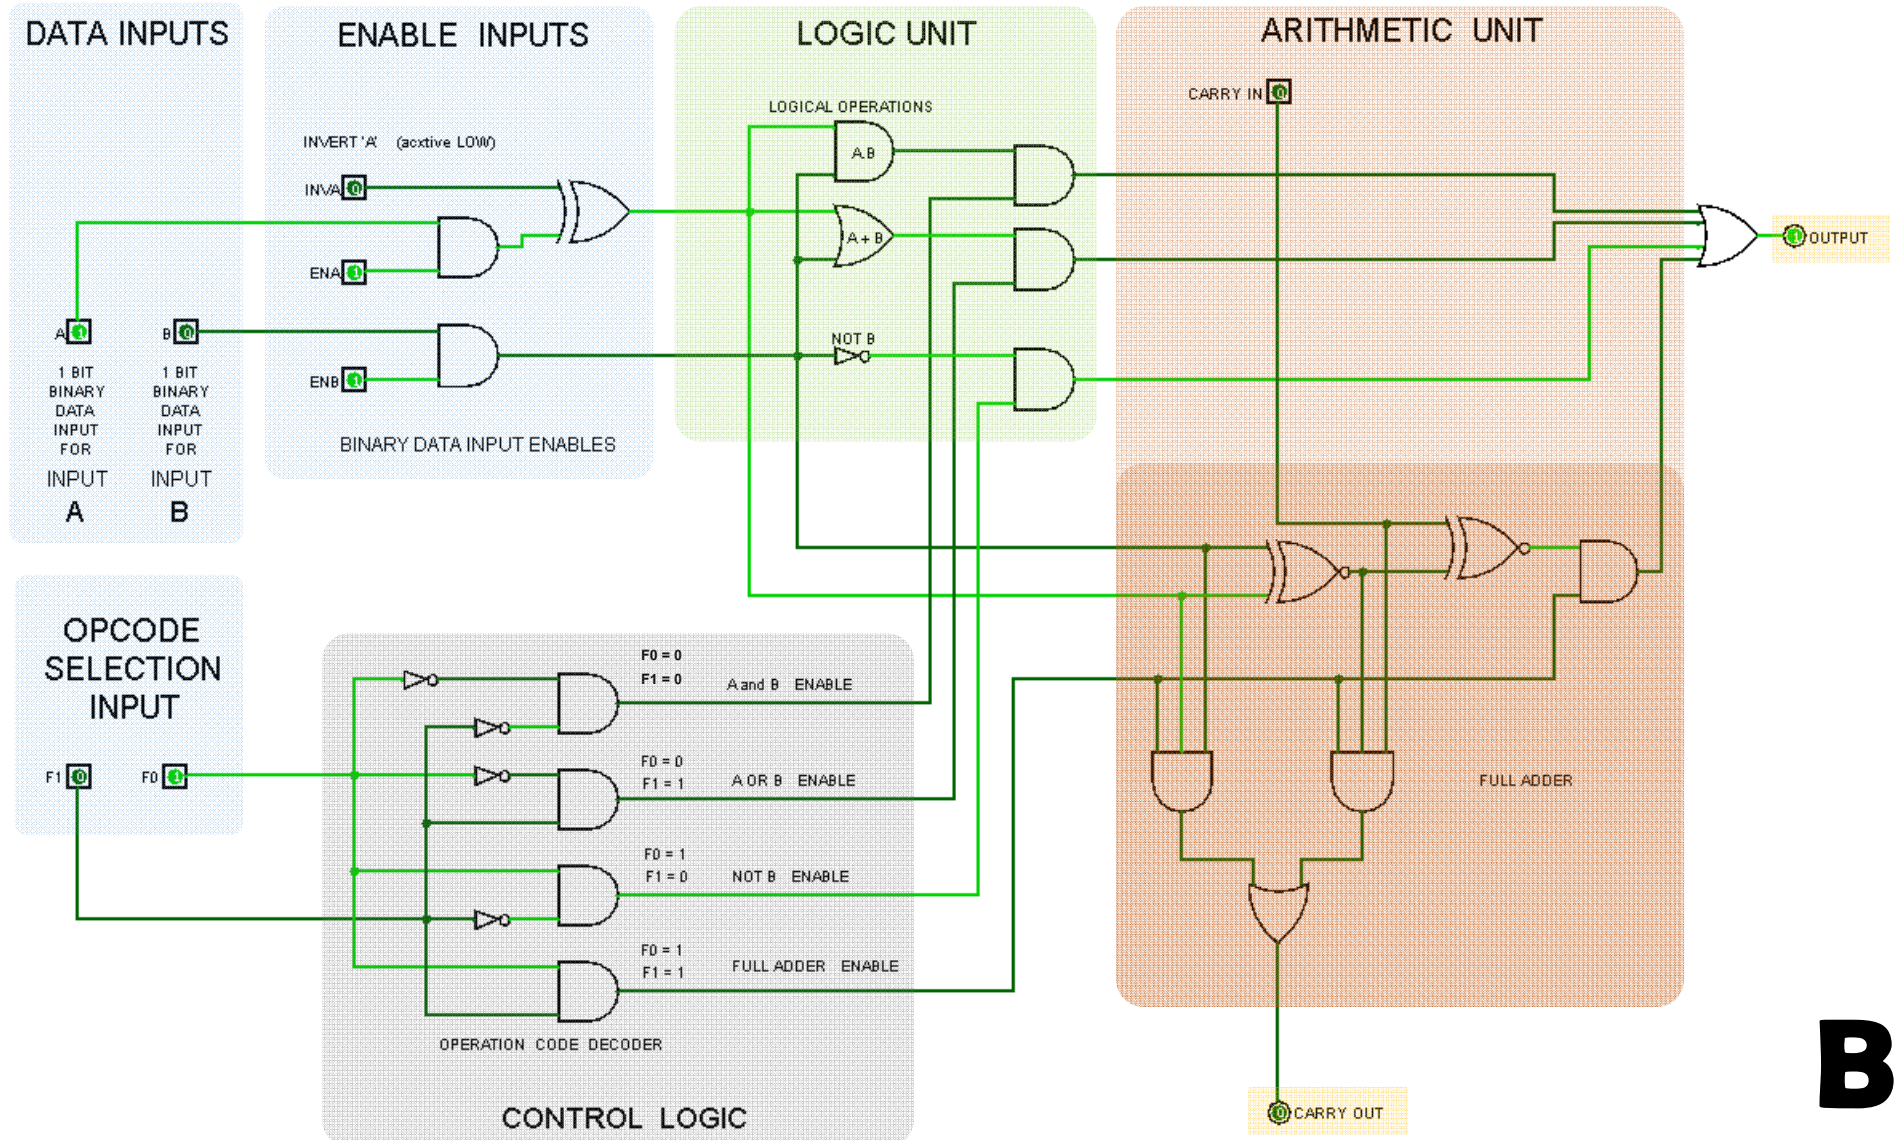 DATA INPUTS
ENABLE INPUTS
LOGIC UNIT
ARITHMETIC UNIT
CARRY IN
0
LOGICAL OPERATIONS
INVERT 'A' (acxtive LOW)
A.B
INVA
0
A + B
1
OUTPUT
ENA
1
A
1
B
0
NOT B
ENB
1
1 BIT
BINARY
DATA
INPUT
FOR
INPUT
A
1 BIT
BINARY
DATA
INPUT
FOR
INPUT
B
BINARY DATA INPUT ENABLES
OPCODE
SELECTION
INPUT
F1
0
F0
1
F0 = 0
F1 = 0
A and B ENABLE
F0 = 0
F1 = 1
A OR B ENABLE
F0 = 1
F1 = 0
NOT B ENABLE
F0 = 1
F1 = 1
FULL ADDER ENABLE
OPERATION CODE DECODER
CONTROL LOGIC
FULL ADDER
0
CARRY OUT
B